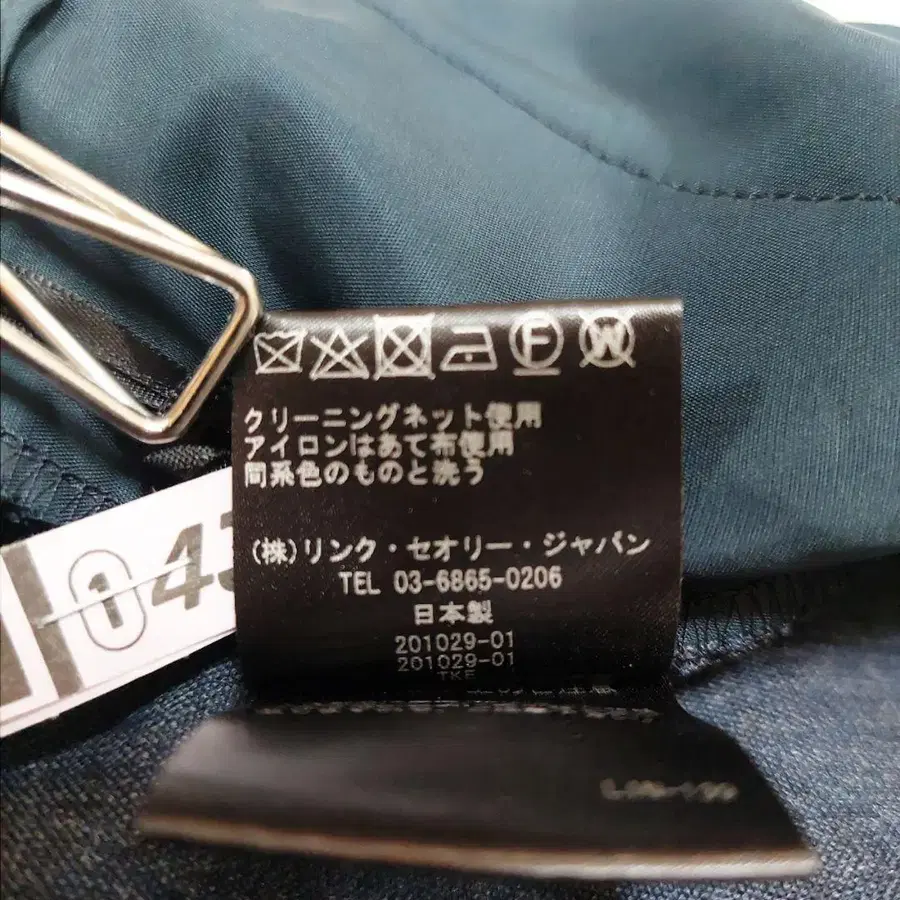 F W
クリーニングネット使用
アイロンはあて布使用
同系色のものと洗う
(株)リンク・セオリー・ジャパン
TEL 03-6865-0206
日本製
201029-01
201029-01
TKE
①43